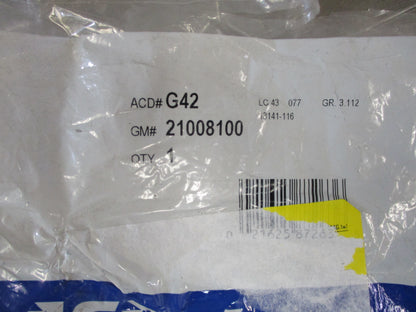 ACD# G42 LC 43 077 GR. 3.112
GM# 21008100 13141-116
QTY 1